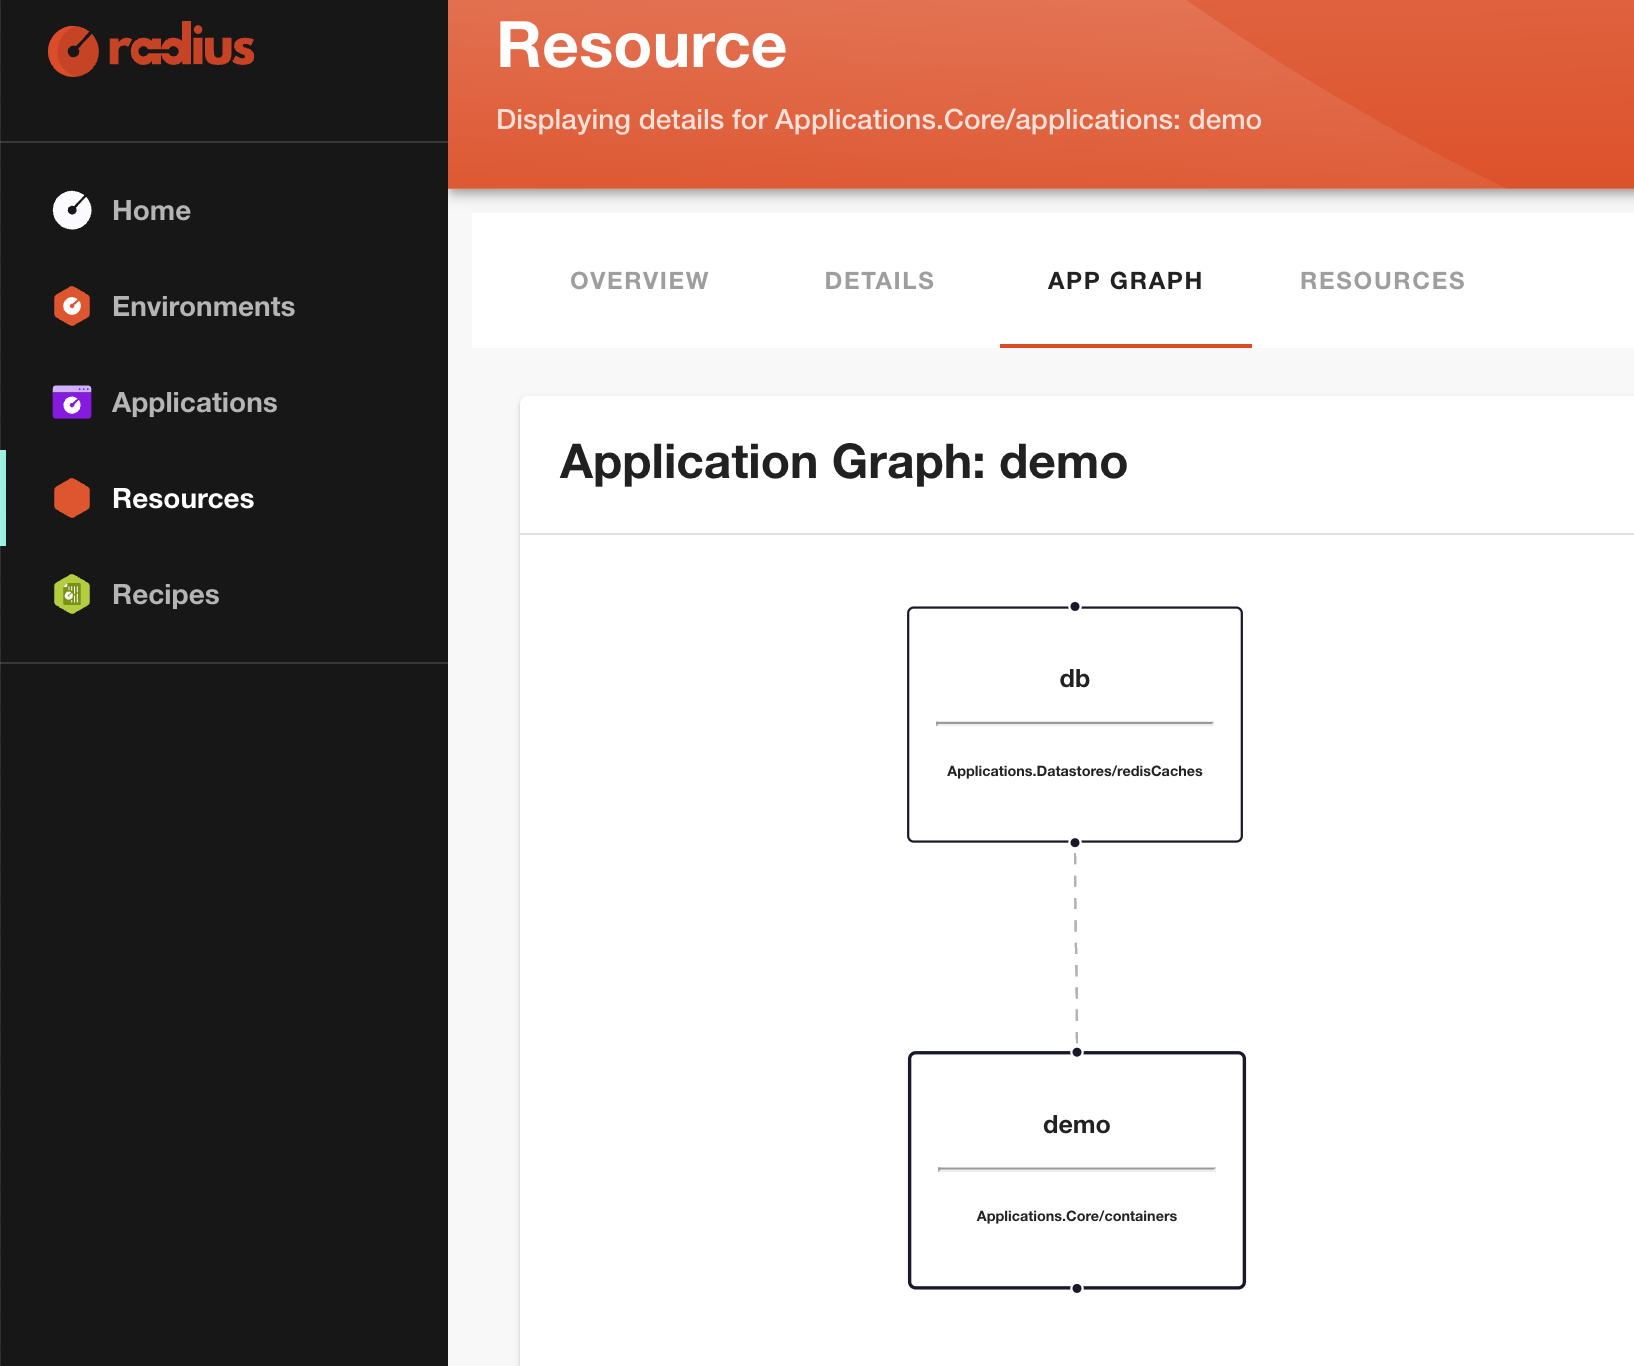 radius
Home
Environments
Applications
Resources
Recipes
Resource
Displaying details for Applications.Core/applications: demo
OVERVIEW DETAILS APP GRAPH RESOURCES
Application Graph: demo
db
Applications.Datastores/redisCaches
demo
Applications.Core/containers